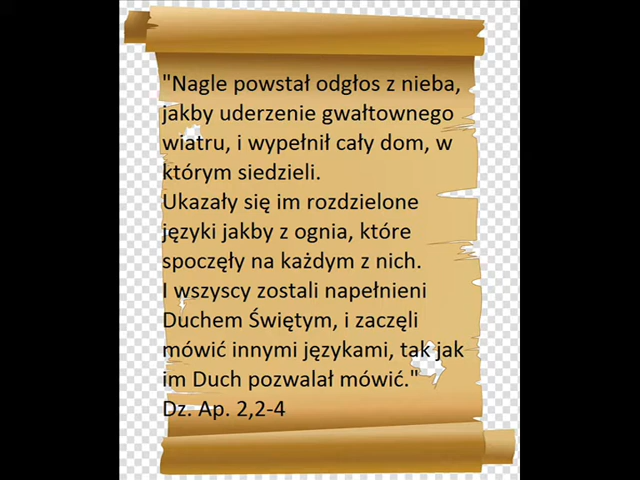 "Nagle powstał odgłos z nieba,
jakby uderzenie gwałtownego
wiatru, i wypełnił cały dom, w
którym siedzieli.
Ukazały się im rozdzielone
języki jakby z ognia, które
spoczęły na każdym z nich.
I wszyscy zostali napełnieni
Duchem Świętym, i zaczęli
mówić innymi językami, tak jak
im Duch pozwalał mówić."
Dz. Ap. 2,2-4